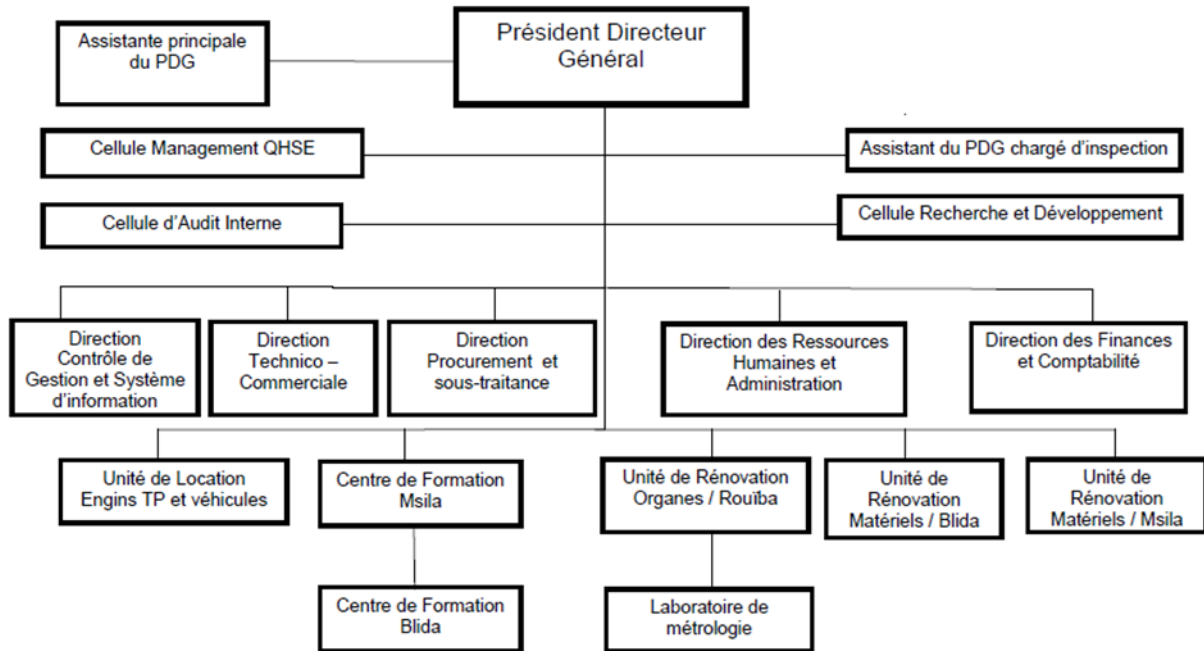 Président Directeur
Général
Assistante principale
du PDG
Cellule Management QHSE
Assistant du PDG chargé d'inspection
Cellule d'Audit Interne
Cellule Recherche et Développement
Direction
Contrôle de
Gestion et Système
d'information
Direction
Technico –
Commerciale
Direction
Procurement et
sous-traitance
Direction des Ressources
Humaines et
Administration
Direction des Finances
et Comptabilité
Unité de Location
Engins TP et véhicules
Centre de Formation
Msila
Unité de Rénovation
Organes / Rouïba
Unité de
Rénovation
Matériels / Blida
Unité de
Rénovation
Matériels / Msila
Centre de Formation
Blida
Laboratoire de
métrologie